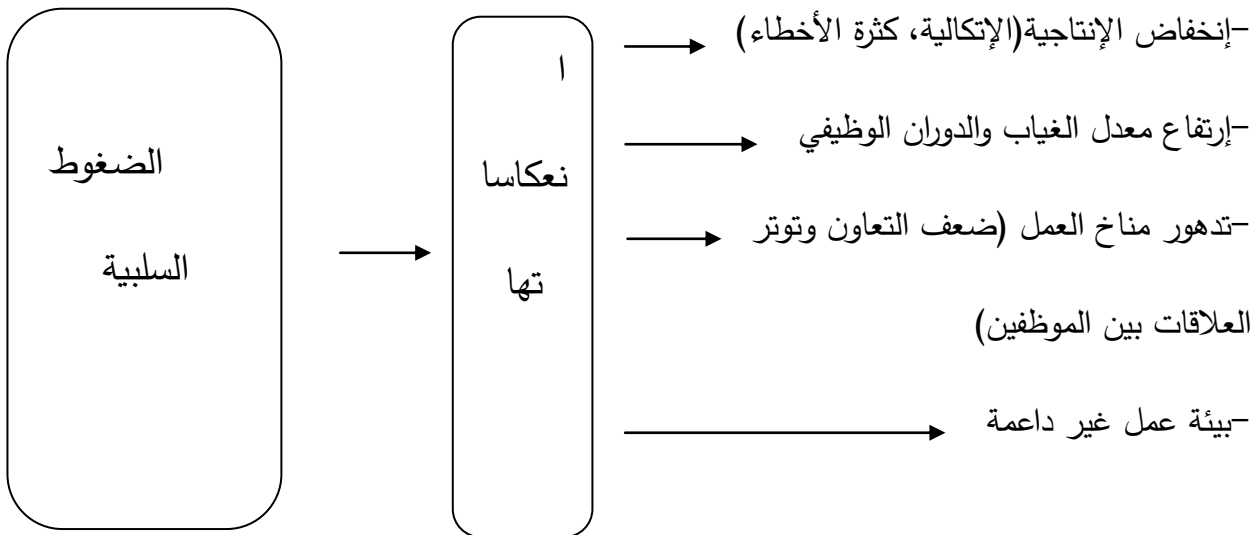 الضغوط
السلبية
ا
نعكاسا
تها
-إنخفاض الإنتاجية(الإتكالية، كثرة الأخطاء)
-إرتفاع معدل الغياب والدوران الوظيفي
-تدهور مناخ العمل (ضعف التعاون وتوتر
العلاقات بين الموظفين)
-بيئة عمل غير داعمة